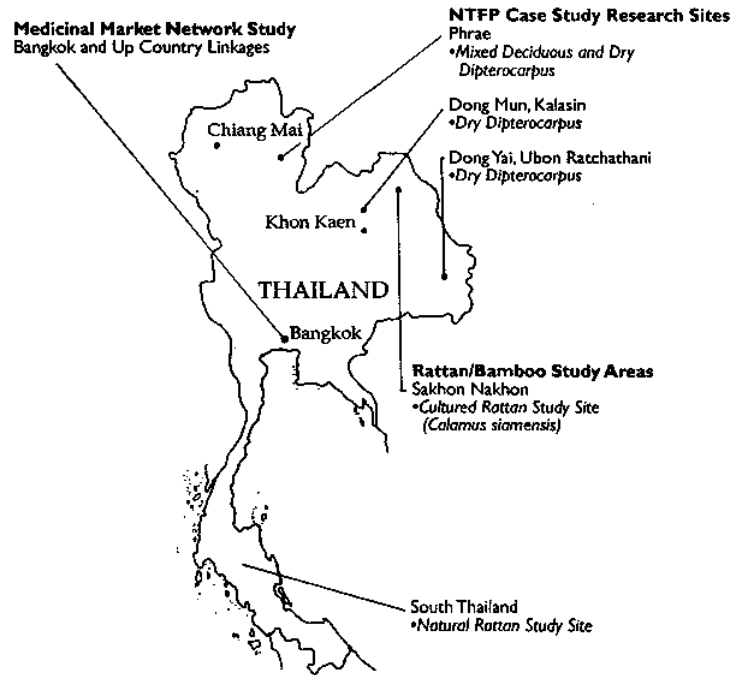 Medicinal Market Network Study
Bangkok and Up Country Linkages
NTFP Case Study Research Sites
Phrae
•Mixed Deciduous and Dry
Dipterocarpus
Dong Mun, Kalasin
•Dry Dipterocarpus
Dong Yai, Ubon Ratchathani
•Dry Dipterocarpus
Chiang Mai
Khon Kaen
THAILAND
Bangkok
Rattan/Bamboo Study Areas
Sakhon Nakhon
•Cultured Rattan Study Site
(Calamus siamensis)
South Thailand
•Natural Rattan Study Site